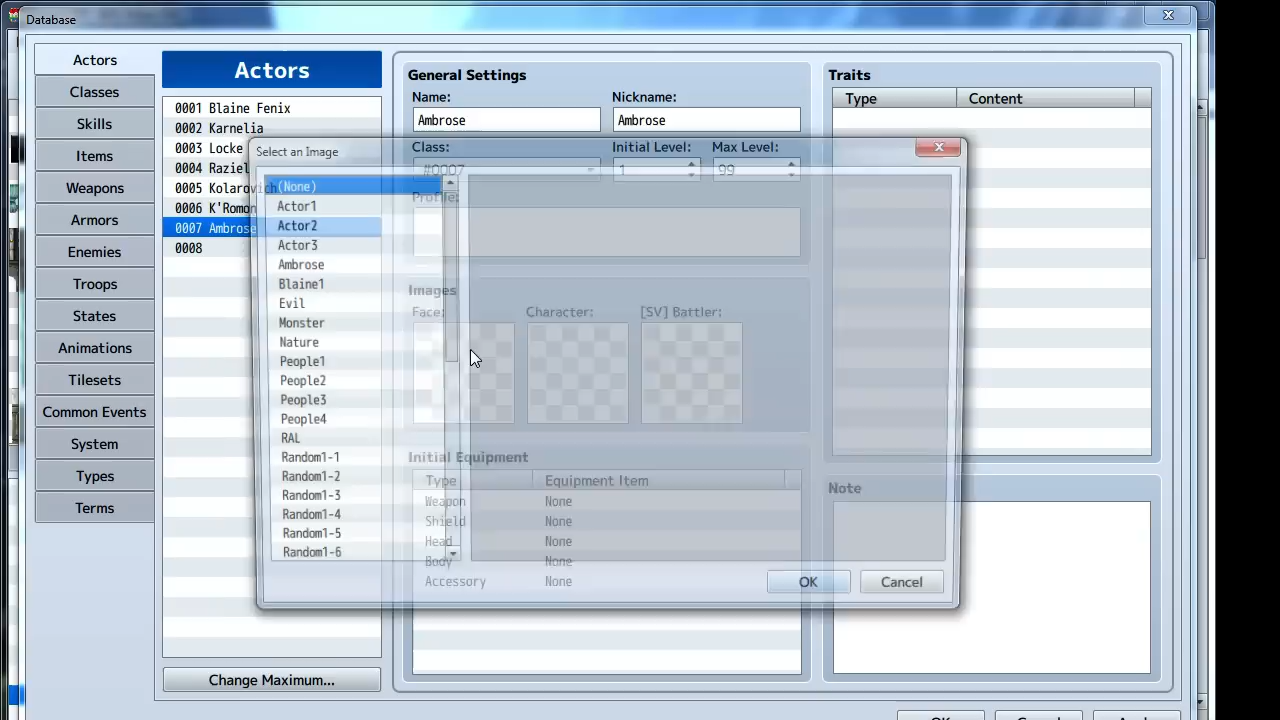 Database
Actors
Classes
Skills
Items
Weapons
Armors
Enemies
Troops
States
Animations
Tilesets
Common Events
System
Types
Terms
Actors
0001 Blaine Fenix
0002 Karnelia
0003 Locke
0004 Raziel
0005 Kolarovich
0006 K'Romon
0007 Ambrose
0008
Change Maximum...
General Settings
Name:
Nickname:
Ambrose
Ambrose
Class:
Initial Level:
Max Level:
#0007
1
99
Profile:
Images
Face:
Character:
[SV] Battler:
Initial Equipment
Type
Equipment Item
Weapon
None
Shield
None
Head
None
Body
None
Accessory
None
Traits
Type
Content
Note
Select an Image
(None)
Actor1
Actor2
Actor3
Ambrose
Blaine1
Evil
Monster
Nature
People1
People2
People3
People4
RAL
Random1-1
Random1-2
Random1-3
Random1-4
Random1-5
Random1-6
OK
Cancel